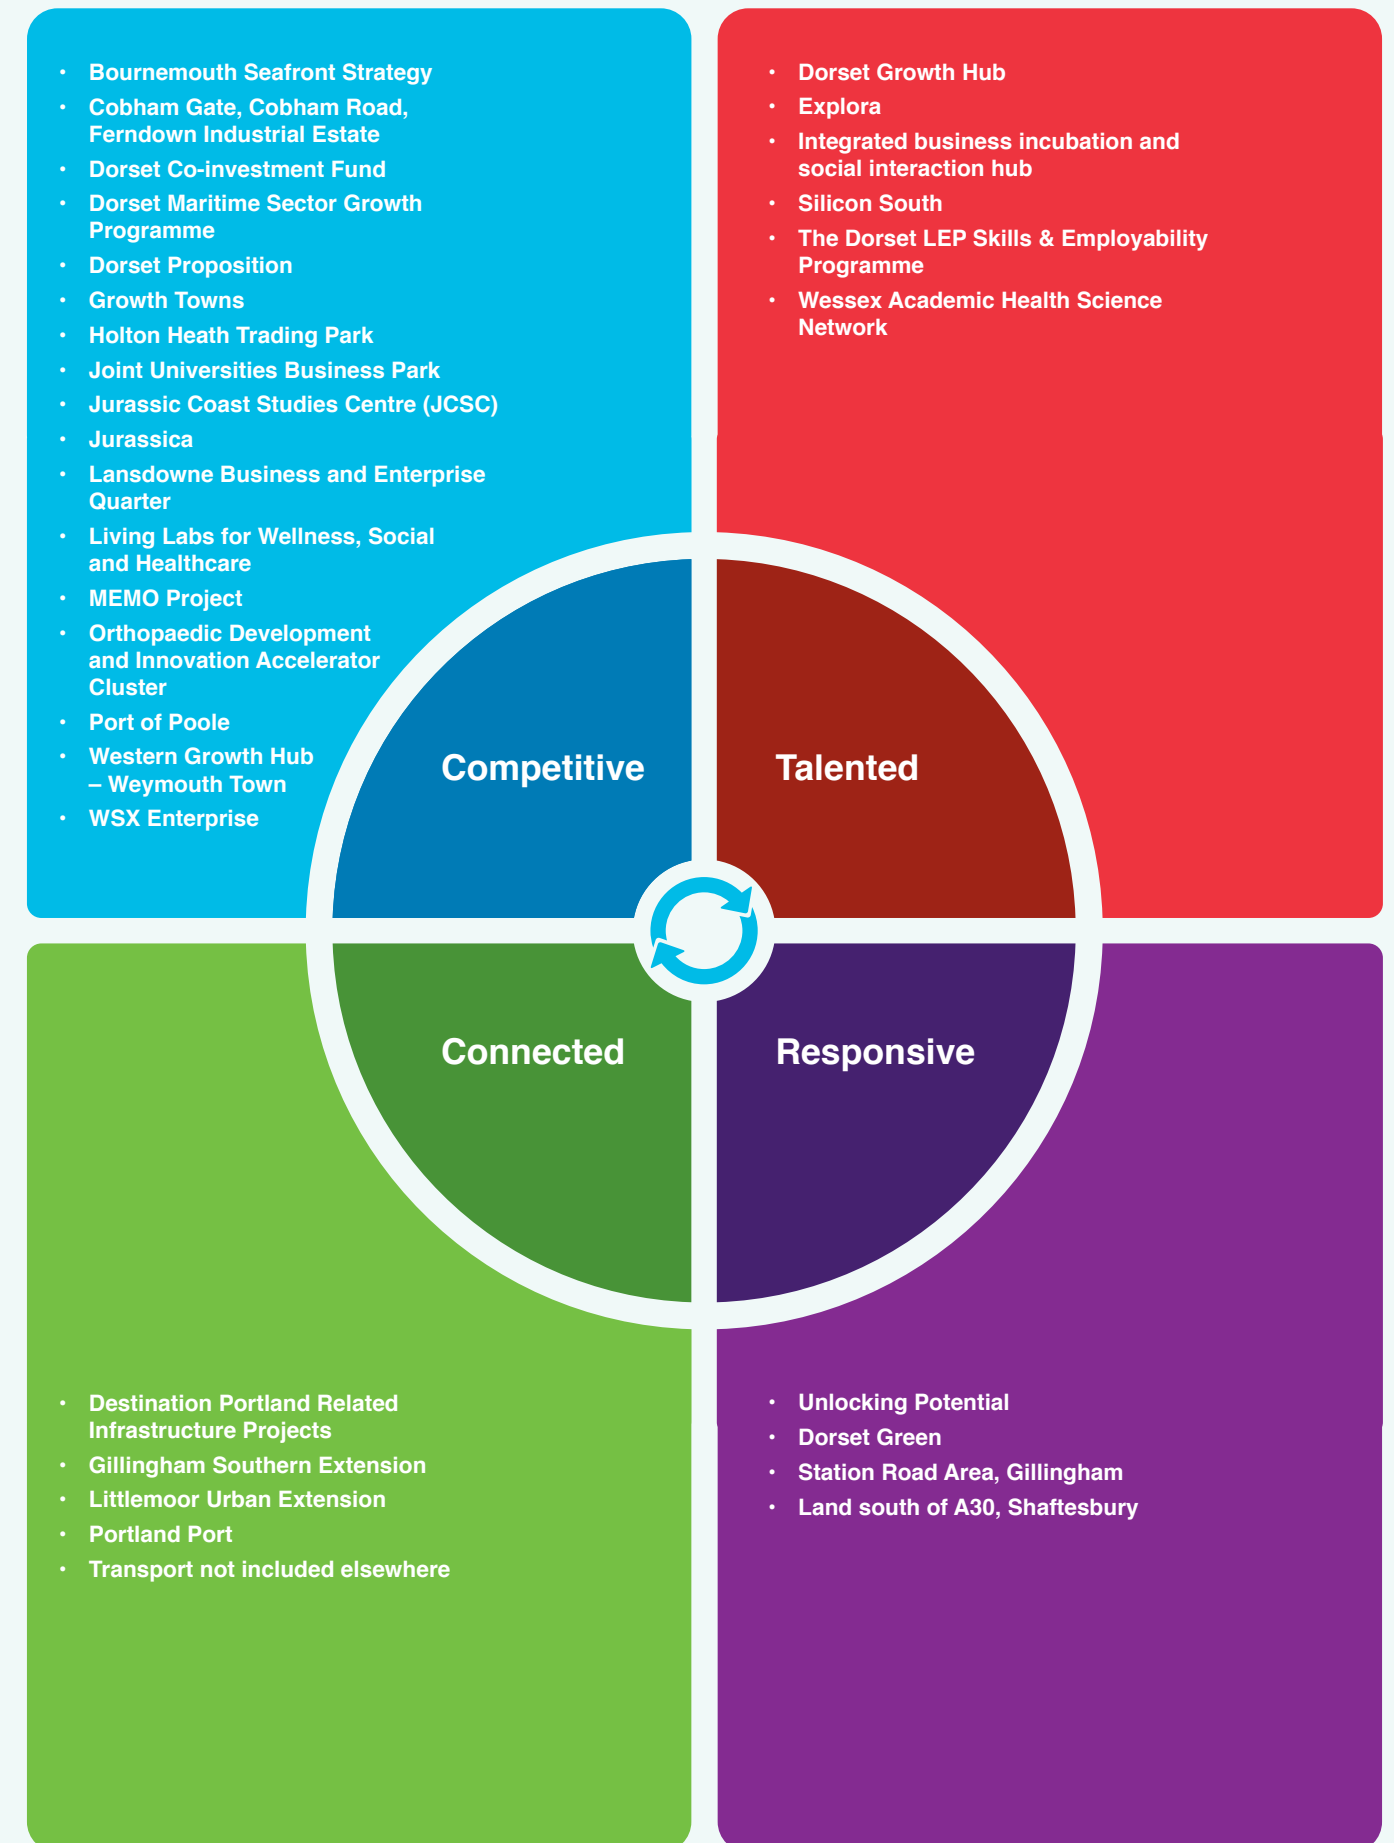 • Bournemouth Seafront Strategy
• Cobham Gate, Cobham Road,
Ferndown Industrial Estate
• Dorset Co-investment Fund
• Dorset Maritime Sector Growth
Programme
• Dorset Proposition
• Growth Towns
• Holton Heath Trading Park
• Joint Universities Business Park
• Jurassic Coast Studies Centre (JCSC)
• Jurassica
• Lansdowne Business and Enterprise
Quarter
• Living Labs for Wellness, Social
and Healthcare
• MEMO Project
• Orthopaedic Development
and Innovation Accelerator
Cluster
• Port of Poole
• Western Growth Hub
– Weymouth Town
• WSX Enterprise
Competitive
• Dorset Growth Hub
• Explora
• Integrated business incubation and
social interaction hub
• Silicon South
• The Dorset LEP Skills & Employability
Programme
• Wessex Academic Health Science
Network
Talented
Connected
• Destination Portland Related
Infrastructure Projects
• Gillingham Southern Extension
• Littlemoor Urban Extension
• Portland Port
• Transport not included elsewhere
Responsive
• Unlocking Potential
• Dorset Green
• Station Road Area, Gillingham
• Land south of A30, Shaftesbury